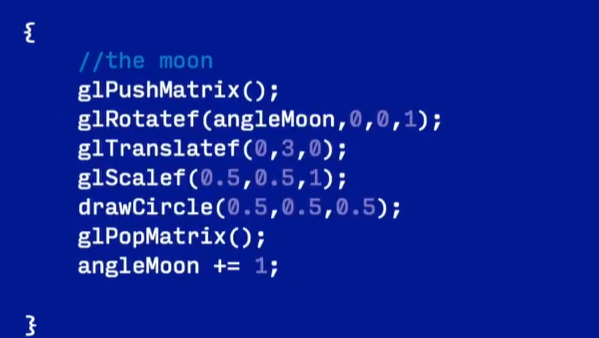 {
//the moon
glPushMatrix();
glRotatef(angleMoon,0,0,1);
glTranslatef(0,3,0);
glScalef(0.5,0.5,1);
drawCircle(0.5,0.5,0.5);
glPopMatrix();
angleMoon += 1;
}